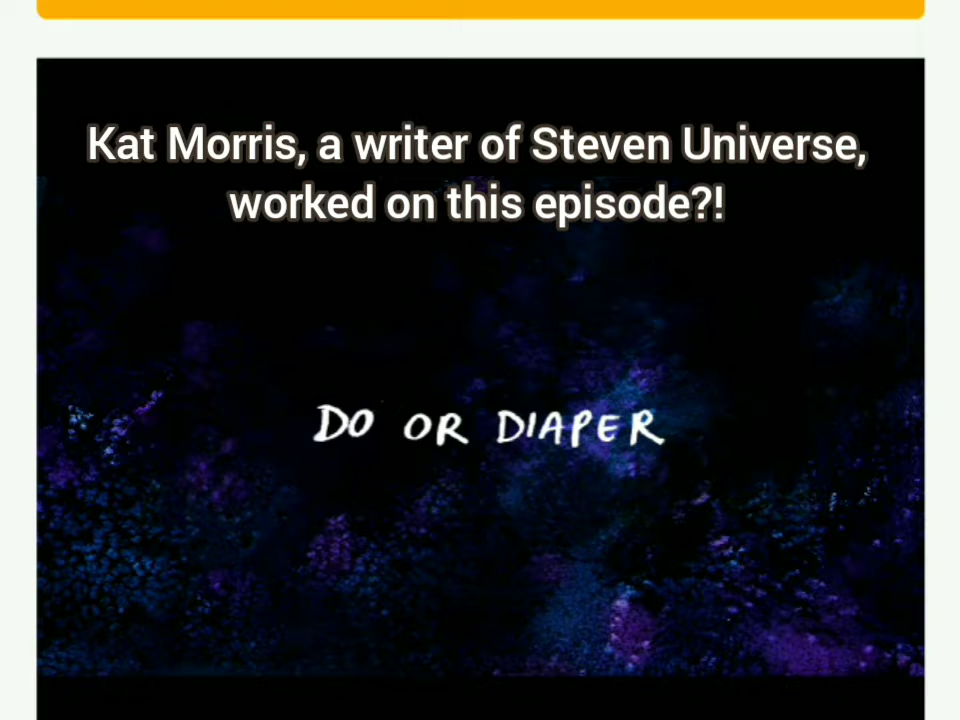 Kat Morris, a writer of Steven Universe,
worked on this episode?!
DO OR DIAPER